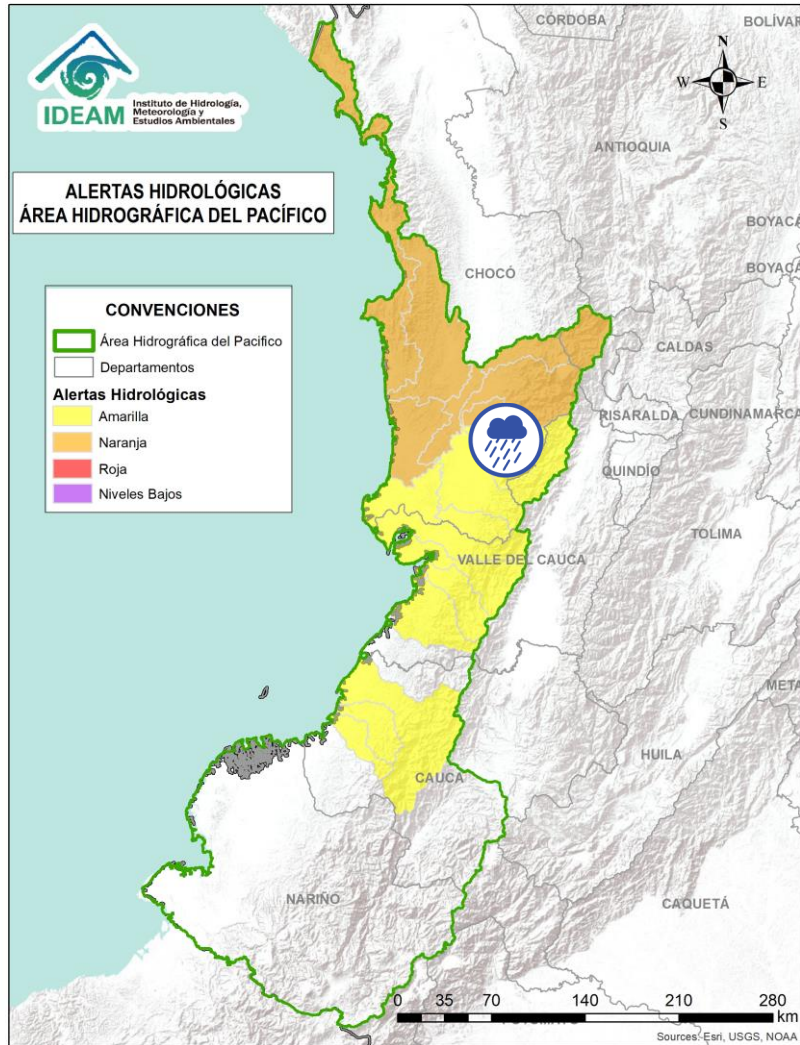 IDEAM
Instituto de Hidrología,
Meteorología y
Estudios Ambientales
ALERTAS HIDROLÓGICAS
ÁREA HIDROGRÁFICA DEL PACÍFICO
CONVENCIONES
Área Hidrográfica del Pacifico
Departamentos
Alertas Hidrológicas
Amarilla
Naranja
Roja
Niveles Bajos
CÓRDOBA
BOLÍVAR
N
W
E
S
ANTIOQUIA
BOYACÁ
BOYACÁ
CHOCÓ
CALDAS
RISARALDA
CUNDINAMARCA
QUINDÍO
TOLIMA
VALLE DEL CAUCA
META
HUILA
CAUCA
NARIÑO
CAQUETÁ
0 35 70 140 210 280
km
Sources: Esri, USGS, NOAA